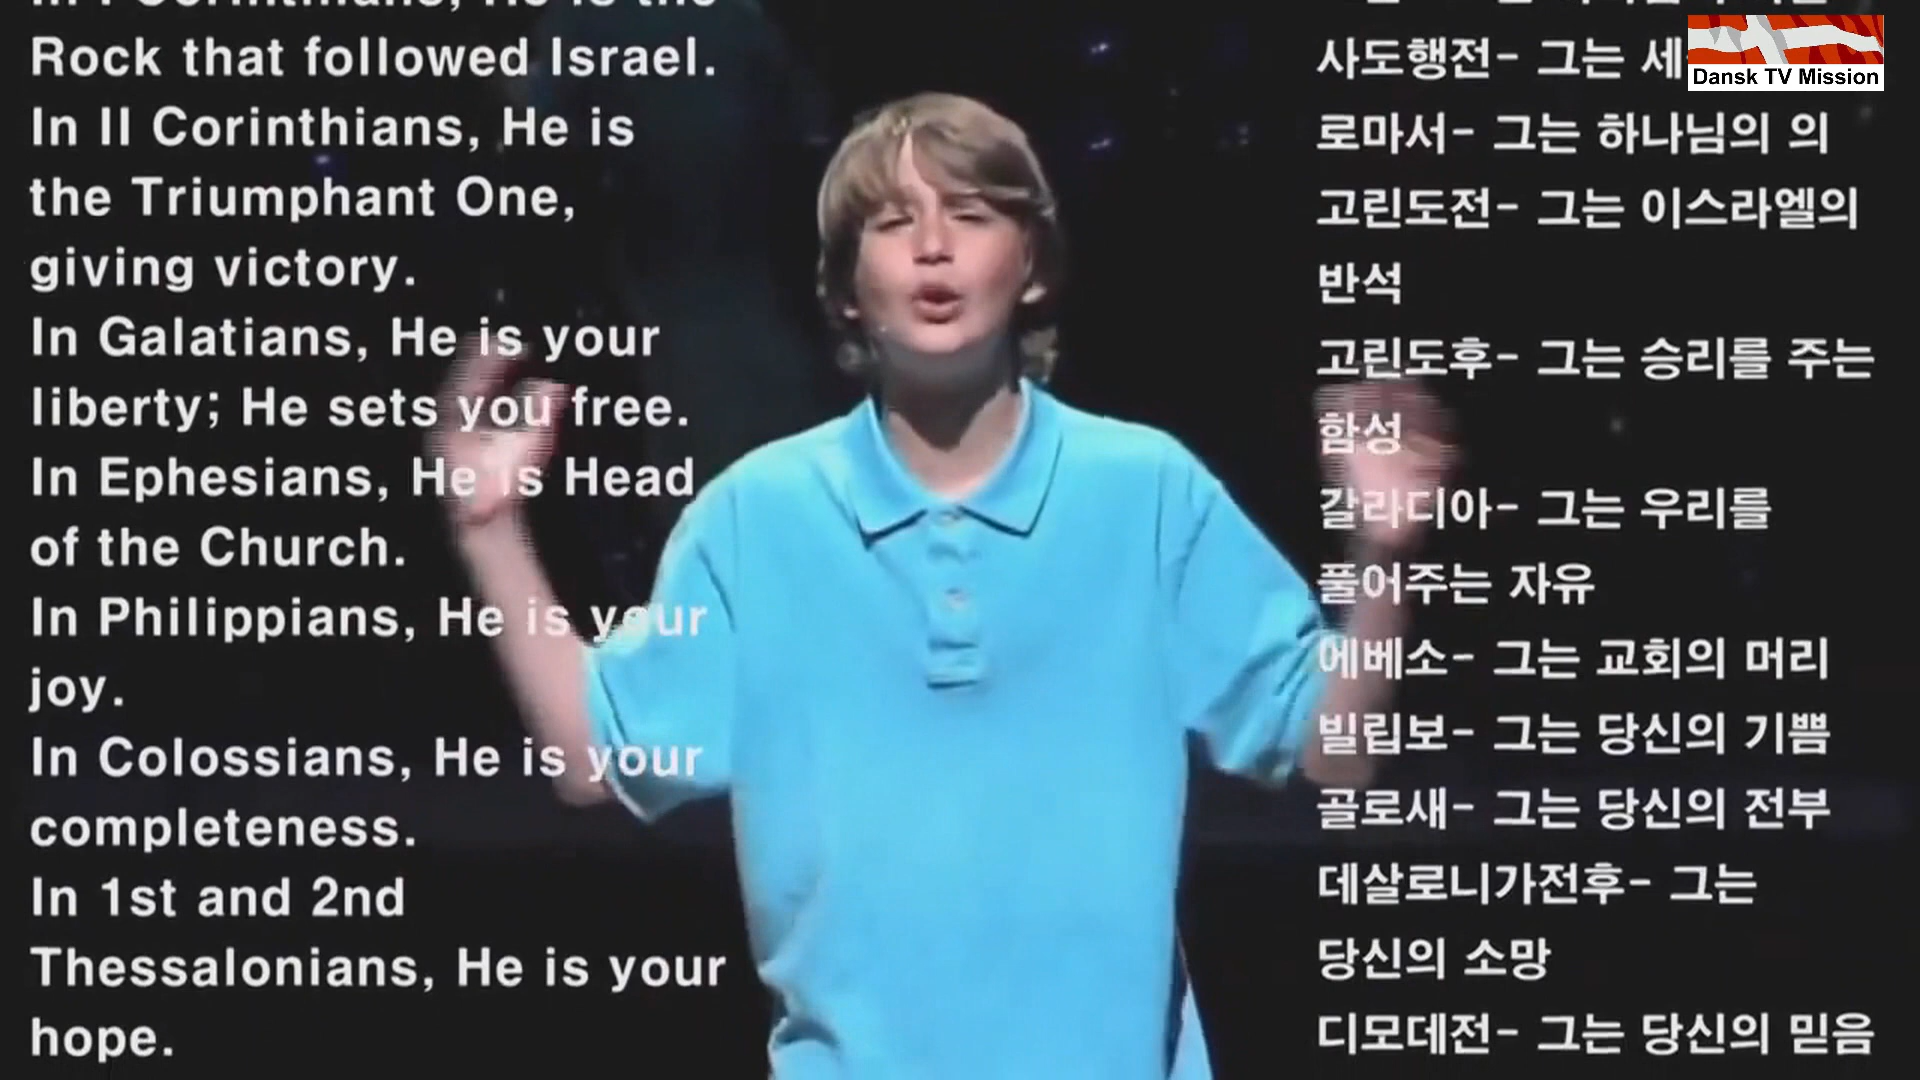 In I Corinthians, He is the
Rock that followed Israel.
In II Corinthians, He is
the Triumphant One,
giving victory.
In Galatians, He is your
liberty; He sets you free.
In Ephesians, He is Head
of the Church.
In Philippians, He is your
joy.
In Colossians, He is your
completeness.
In 1st and 2nd
Thessalonians, He is your
hope.
사도행전- 그는 세
로마서- 그는 하나님의 의
고린도전- 그는 이스라엘의
반석
고린도후- 그는 승리를 주는
함성
갈라디아- 그는 우리를
풀어주는 자유
에베소- 그는 교회의 머리
빌립보- 그는 당신의 기쁨
골로새- 그는 당신의 전부
데살로니가전후- 그는
당신의 소망
디모데전- 그는 당신의 믿음
Dansk TV Mission